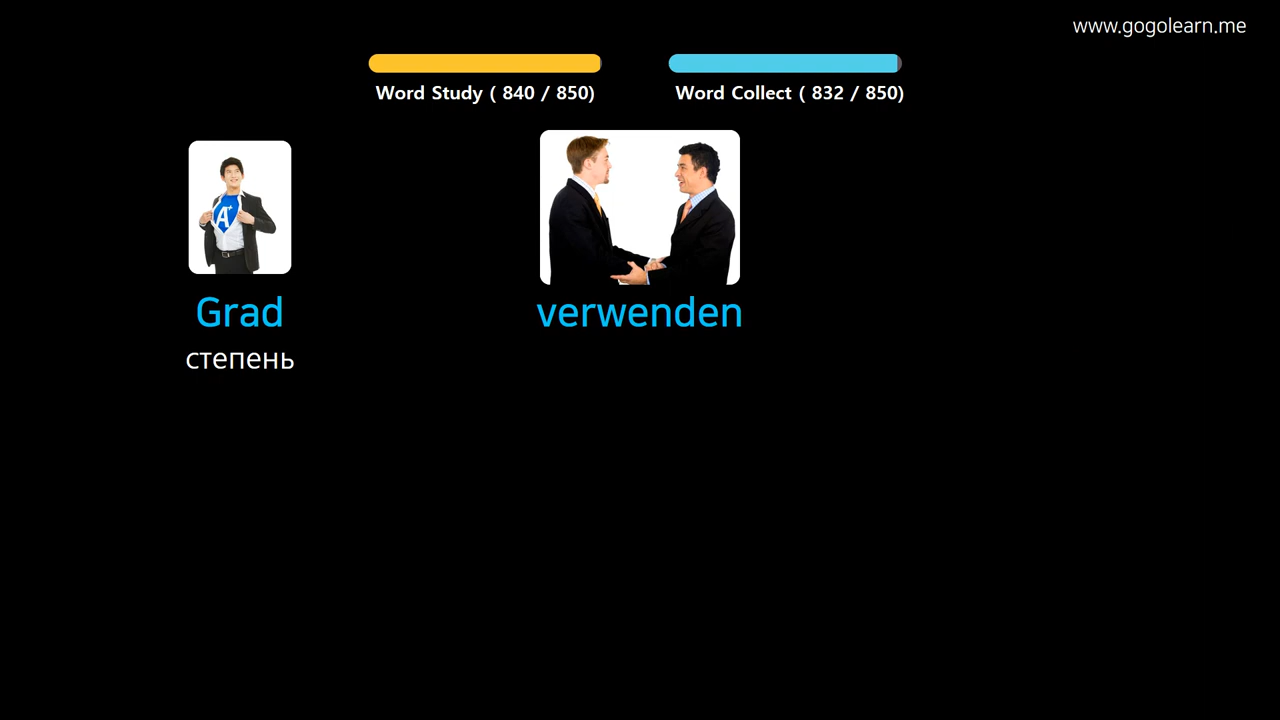 www.gogolearn.me
Word Study ( 840 / 850)
Word Collect ( 832 / 850)
A+
Grad
verwenden
степень